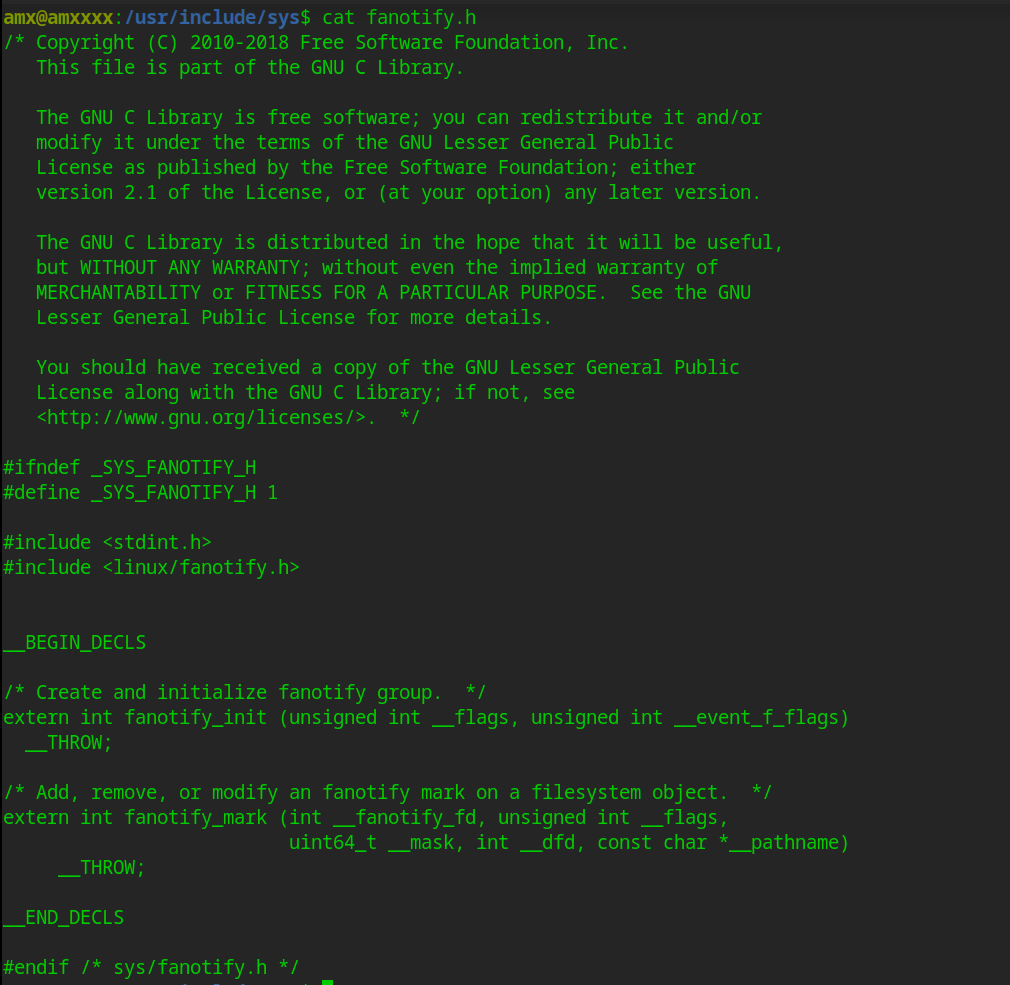 amx@amxxxx:/usr/include/sys$ cat fanotify.h
/* Copyright (C) 2010-2018 Free Software Foundation, Inc.
   This file is part of the GNU C Library.

   The GNU C Library is free software; you can redistribute it and/or
   modify it under the terms of the GNU Lesser General Public
   License as published by the Free Software Foundation; either
   version 2.1 of the License, or (at your option) any later version.

   The GNU C Library is distributed in the hope that it will be useful,
   but WITHOUT ANY WARRANTY; without even the implied warranty of
   MERCHANTABILITY or FITNESS FOR A PARTICULAR PURPOSE.  See the GNU
   Lesser General Public License for more details.

   You should have received a copy of the GNU Lesser General Public
   License along with the GNU C Library; if not, see
   <http://www.gnu.org/licenses/>.  */

#ifndef _SYS_FANOTIFY_H
#define _SYS_FANOTIFY_H 1

#include <stdint.h>
#include <linux/fanotify.h>


__BEGIN_DECLS

/* Create and initialize fanotify group.  */
extern int fanotify_init (unsigned int __flags, unsigned int __event_f_flags)
  __THROW;

/* Add, remove, or modify an fanotify mark on a filesystem object.  */
extern int fanotify_mark (int __fanotify_fd, unsigned int __flags,
                          uint64_t __mask, int __dfd, const char *__pathname)
     __THROW;

__END_DECLS

#endif /* sys/fanotify.h */